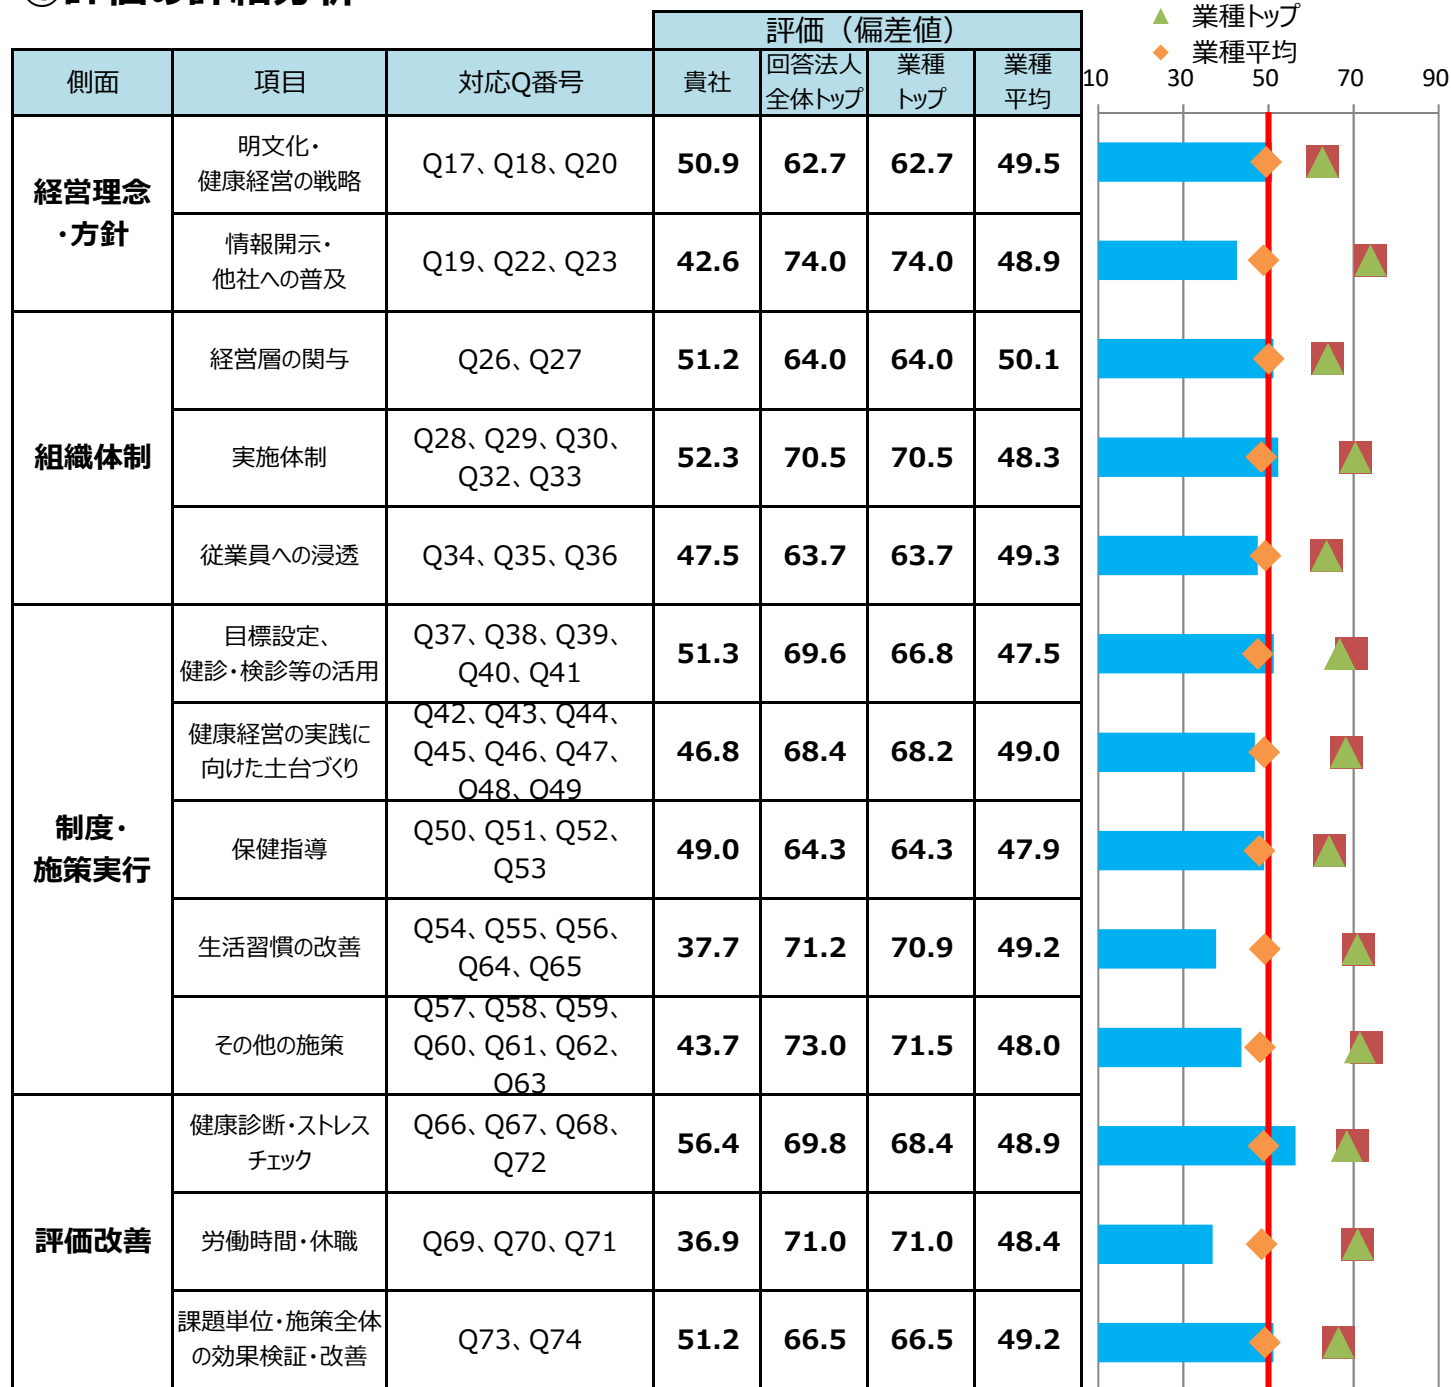 ①評価の詳細分析
▲ 業種トップ
◆ 業種平均
評価（偏差値）
側面 項目 対応Q番号 貴社 回答法人 業種 業種
全体トップ トップ 平均
10 30 50 70 90
経営理念
・方針
明文化・
健康経営の戦略
Q17、Q18、Q20 50.9 62.7 62.7 49.5
情報開示・
他社への普及
Q19、Q22、Q23 42.6 74.0 74.0 48.9
組織体制
経営層の関与 Q26、Q27 51.2 64.0 64.0 50.1
実施体制
Q28、Q29、Q30、
Q32、Q33
52.3 70.5 70.5 48.3
従業員への浸透 Q34、Q35、Q36 47.5 63.7 63.7 49.3
制度・
施策実行
目標設定、
健診・検診等の活用
Q37、Q38、Q39、
Q40、Q41
51.3 69.6 66.8 47.5
健康経営の実践に
向けた土台づくり
Q42、Q43、Q44、
Q45、Q46、Q47、
Q48、Q49
46.8 68.4 68.2 49.0
保健指導
Q50、Q51、Q52、
Q53
49.0 64.3 64.3 47.9
生活習慣の改善
Q54、Q55、Q56、
Q64、Q65
37.7 71.2 70.9 49.2
その他の施策
Q57、Q58、Q59、
Q60、Q61、Q62、
Q63
43.7 73.0 71.5 48.0
評価改善
健康診断・ストレス
チェック
Q66、Q67、Q68、
Q72
56.4 69.8 68.4 48.9
労働時間・休職 Q69、Q70、Q71 36.9 71.0 71.0 48.4
課題単位・施策全体
の効果検証・改善
Q73、Q74 51.2 66.5 66.5 49.2